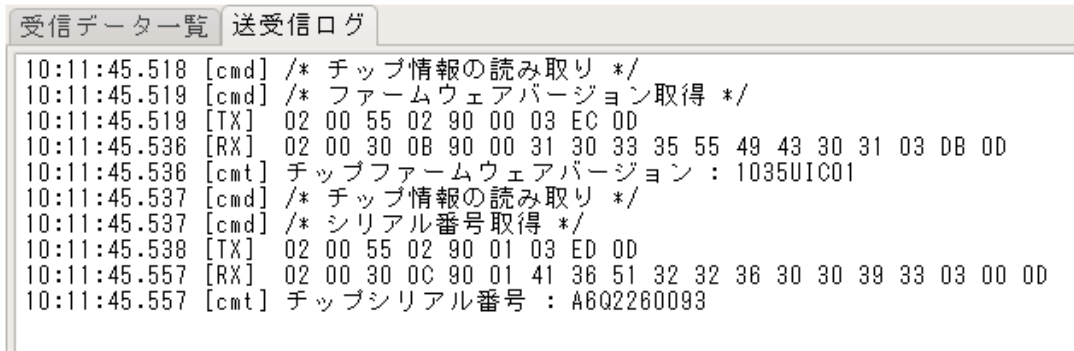 受信データ一覧 送受信ログ
10:11:45.518 [cmd] /* チップ情報の読み取り */
10:11:45.519 [cmd] /* ファームウェアバージョン取得 */
10:11:45.519 [TX] 02 00 55 02 90 00 03 EC 0D
10:11:45.536 [RX] 02 00 30 0B 90 00 31 30 33 35 55 49 43 30 31 03 DB 0D
10:11:45.536 [cmt] チップファームウェアバージョン : 1035UIC01
10:11:45.537 [cmd] /* チップ情報の読み取り */
10:11:45.537 [cmd] /* シリアル番号取得 */
10:11:45.538 [TX] 02 00 55 02 90 01 03 ED 0D
10:11:45.557 [RX] 02 00 30 0C 90 01 41 36 51 32 32 36 30 30 39 33 03 00 0D
10:11:45.557 [cmt] チップシリアル番号 : A6Q2260093